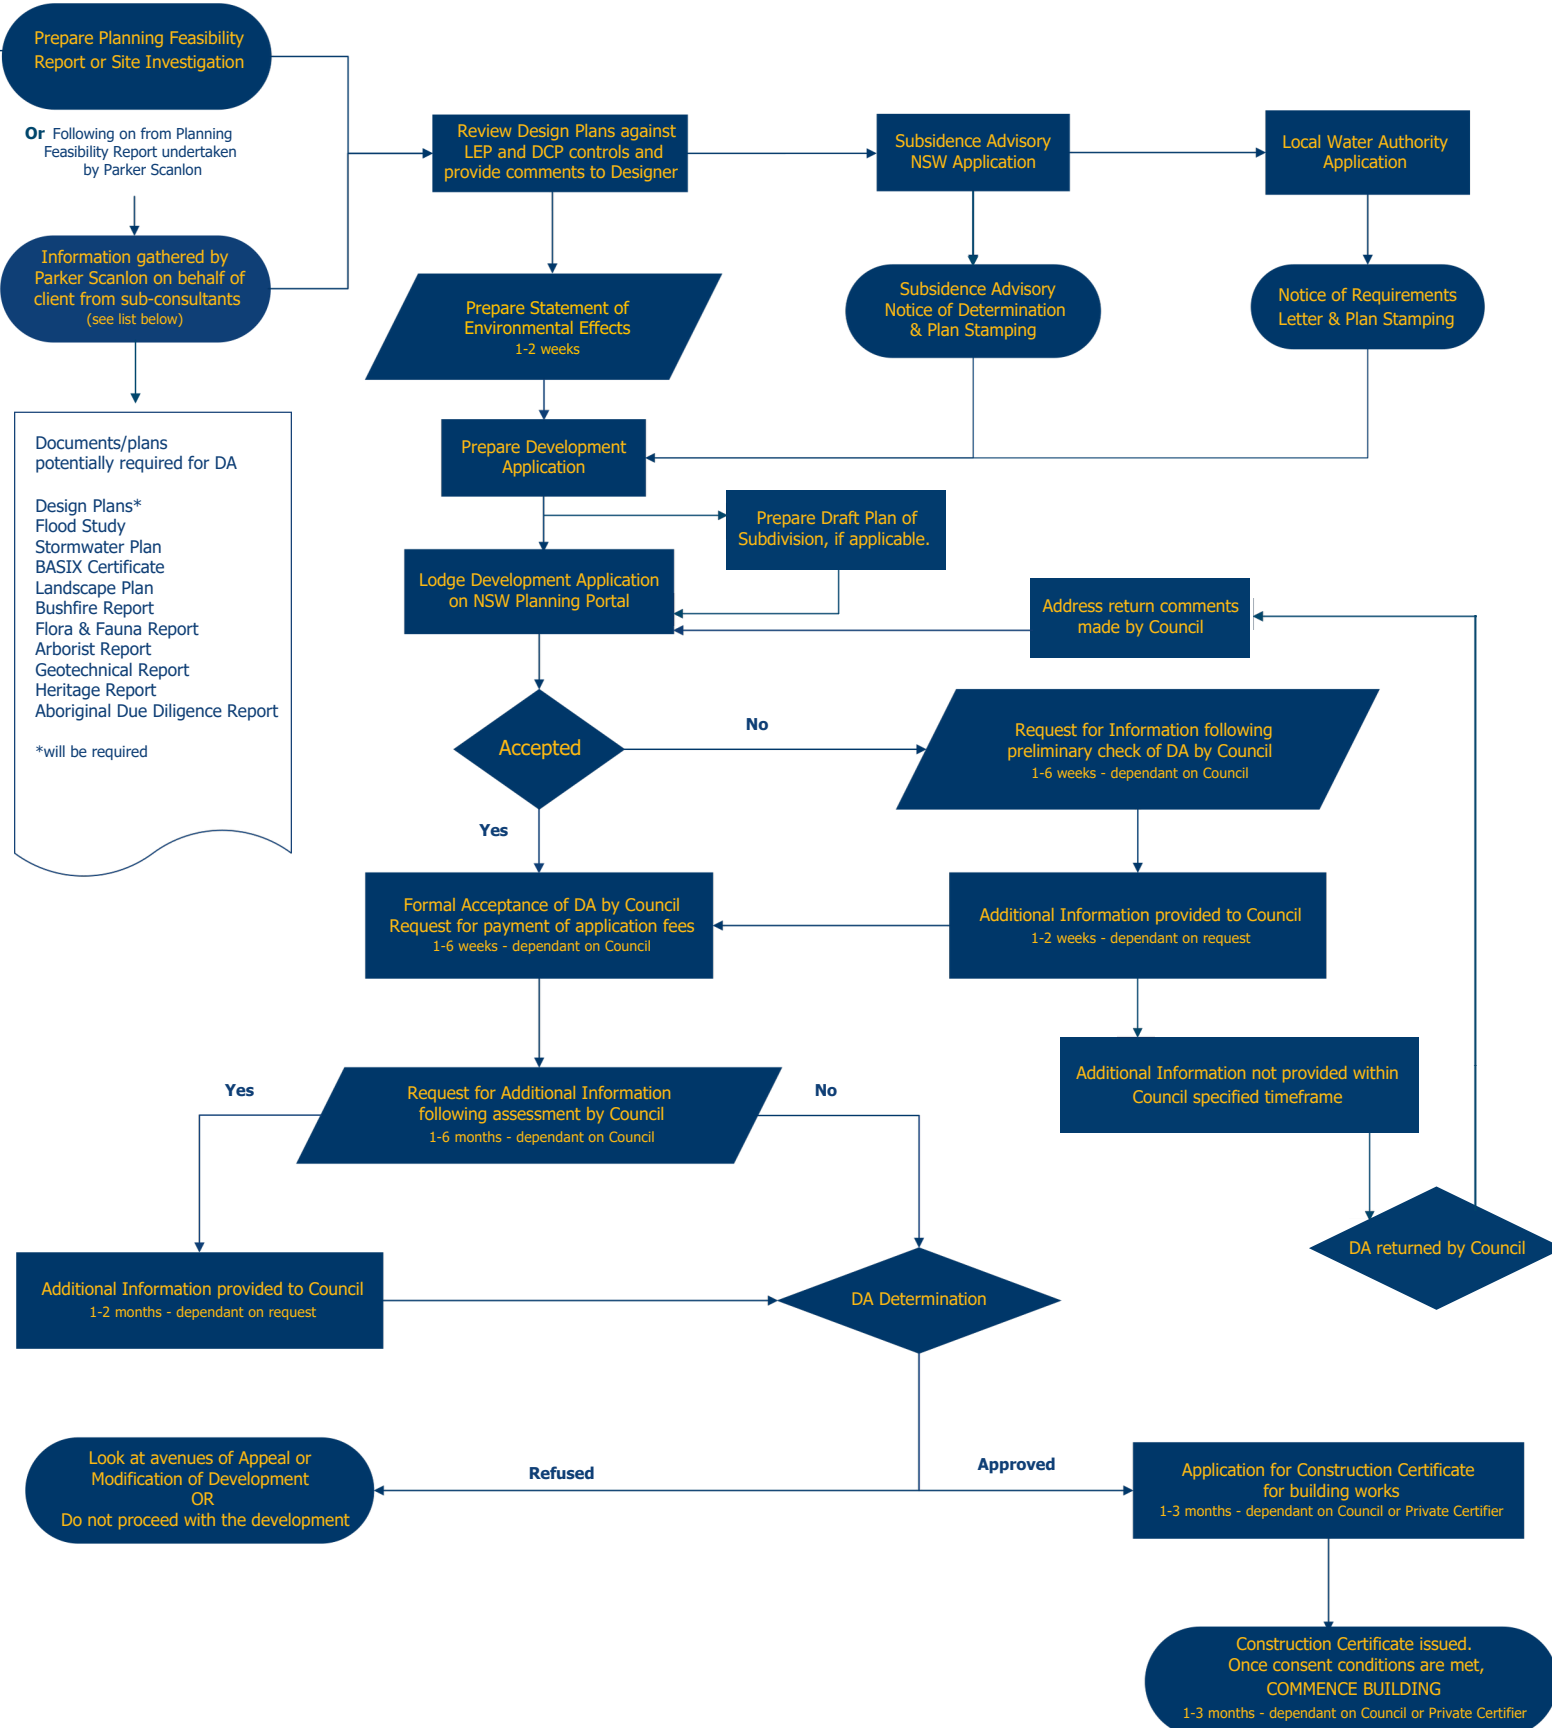 Prepare Planning Feasibility
Report or Site Investigation
Or Following on from Planning
Feasibility Report undertaken
by Parker Scanlon
Information gathered by
Parker Scanlon on behalf of
client from sub-consultants
(see list below)
Documents/plans
potentially required for DA
Design Plans*
Flood Study
Stormwater Plan
BASIX Certificate
Landscape Plan
Bushfire Report
Flora & Fauna Report
Arborist Report
Geotechnical Report
Heritage Report
Aboriginal Due Diligence Report
*will be required
Review Design Plans against
LEP and DCP controls and
provide comments to Designer
Subsidence Advisory
NSW Application
Local Water Authority
Application
Prepare Statement of
Environmental Effects
1-2 weeks
Subsidence Advisory
Notice of Determination
& Plan Stamping
Notice of Requirements
Letter & Plan Stamping
Prepare Development
Application
Prepare Draft Plan of
Subdivision, if applicable.
Lodge Development Application
on NSW Planning Portal
Address return comments
made by Council
Accepted
No
Request for Information following
preliminary check of DA by Council
1-6 weeks - dependant on Council
Yes
Formal Acceptance of DA by Council
Request for payment of application fees
1-6 weeks - dependant on Council
Additional Information provided to Council
1-2 weeks - dependant on request
Additional Information not provided within
Council specified timeframe
Yes
Request for Additional Information
following assessment by Council
1-6 months - dependant on Council
No
DA returned by Council
Additional Information provided to Council
1-2 months - dependant on request
DA Determination
Look at avenues of Appeal or
Modification of Development
OR
Do not proceed with the development
Refused
Approved
Application for Construction Certificate
for building works
1-3 months - dependant on Council or Private Certifier
Construction Certificate issued.
Once consent conditions are met,
COMMENCE BUILDING
1-3 months - dependant on Council or Private Certifier